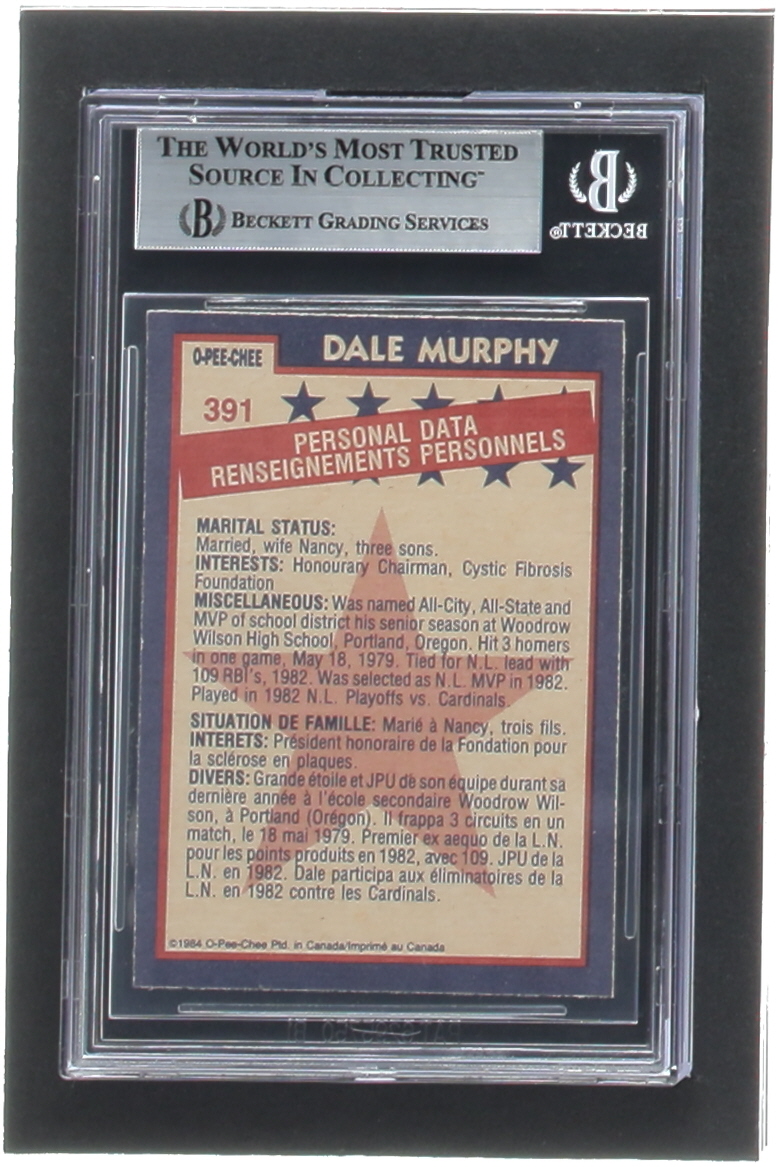 THE WORLD'S MOST TRUSTED
SOURCE IN COLLECTING™
B BECKETT GRADING SERVICES
B
BECKETT®
O-PEE-CHEE
DALE MURPHY
391
PERSONAL DATA
RENSEIGNEMENTS PERSONNELS
MARITAL STATUS:
Married, wife Nancy, three sons.
INTERESTS: Honourary Chairman, Cystic Fibrosis
Foundation
MISCELLANEOUS: Was named All-City, All-State and
MVP of school district his senior season at Woodrow
Wilson High School, Portland, Oregon. Hit 3 homers
in one game, May 18, 1979. Tied for N.L. lead with
109 RBI's, 1982. Was selected as N.L. MVP in 1982.
Played in 1982 N.L. Playoffs vs. Cardinals.
SITUATION DE FAMILLE: Marié à Nancy, trois fils.
INTERETS: Président honoraire de la Fondation pour
la sclérose en plaques.
DIVERS: Grande étoile et JPU de son équipe durant sa
dernière année à l'école secondaire Woodrow Wil-
son, à Portland (Orégon). Il frappa 3 circuits en un
match, le 18 mai 1979. Premier ex aequo de la L.N.
pour les points produits en 1982, avec 109. JPU de la
L.N. en 1982. Dale participa aux éliminatoires de la
L.N. en 1982 contre les Cardinals.
©1984 O-Pee-Chee Ptd. in Canada/Imprimé au Canada